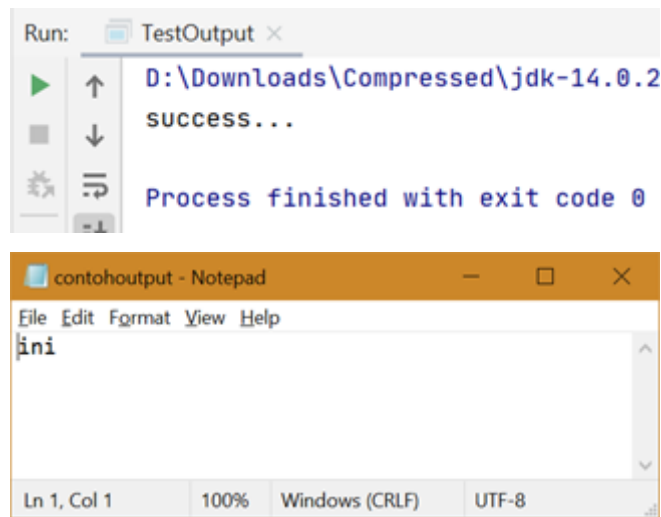 Run: TestOutput
D:\Downloads\Compressed\jdk-14.0.2
success...
Process finished with exit code 0
contohoutput - Notepad
File Edit Format View Help
ini
Ln 1, Col 1 100% Windows (CRLF) UTF-8